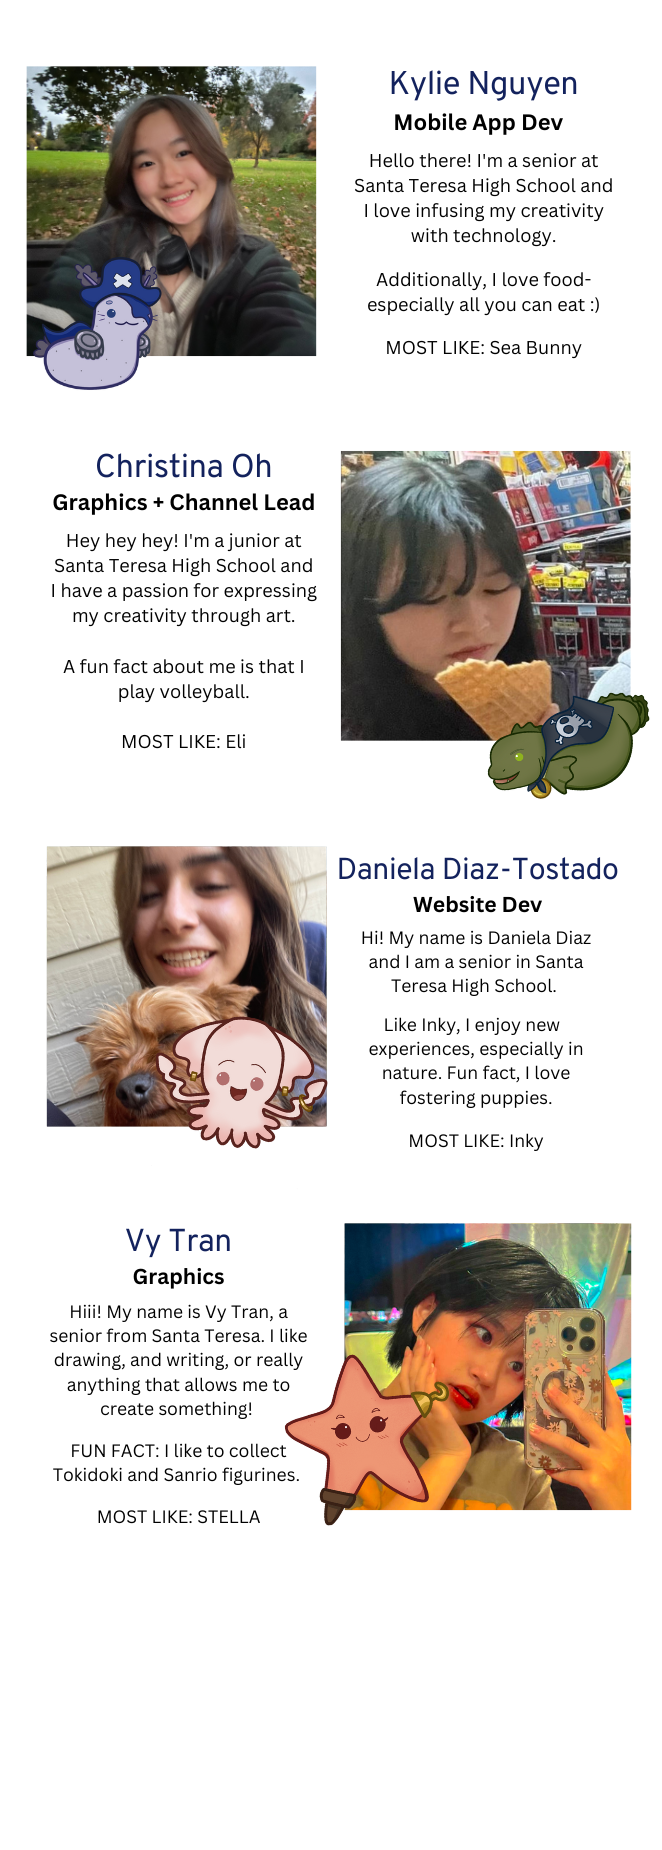 Kylie Nguyen
Mobile App Dev
Hello there! I'm a senior at
Santa Teresa High School and
I love infusing my creativity
with technology.
Additionally, I love food-
especially all you can eat :)
MOST LIKE: Sea Bunny
Christina Oh
Graphics + Channel Lead
Hey hey hey! I'm a junior at
Santa Teresa High School and
I have a passion for expressing
my creativity through art.
A fun fact about me is that I
play volleyball.
MOST LIKE: Eli
Daniela Diaz-Tostado
Website Dev
Hi! My name is Daniela Diaz
and I am a senior in Santa
Teresa High School.
Like Inky, I enjoy new
experiences, especially in
nature. Fun fact, I love
fostering puppies.
MOST LIKE: Inky
Vy Tran
Graphics
Hiii! My name is Vy Tran, a
senior from Santa Teresa. I like
drawing, and writing, or really
anything that allows me to
create something!
FUN FACT: I like to collect
Tokidoki and Sanrio figurines.
MOST LIKE: STELLA